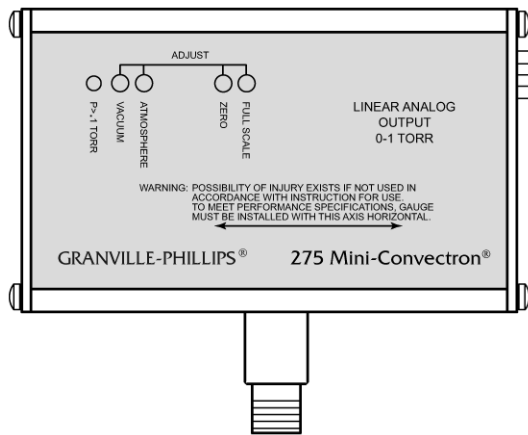 ADJUST
P>.1 TORR
VACUUM
ATMOSPHERE
ZERO
FULL SCALE
LINEAR ANALOG
OUTPUT
0-1 TORR
WARNING: POSSIBILITY OF INJURY EXISTS IF NOT USED IN
ACCORDANCE WITH INSTRUCTION FOR USE.
TO MEET PERFORMANCE SPECIFICATIONS, GAUGE
MUST BE INSTALLED WITH THIS AXIS HORIZONTAL.
GRANVILLE-PHILLIPS® 275 Mini-Convectron®